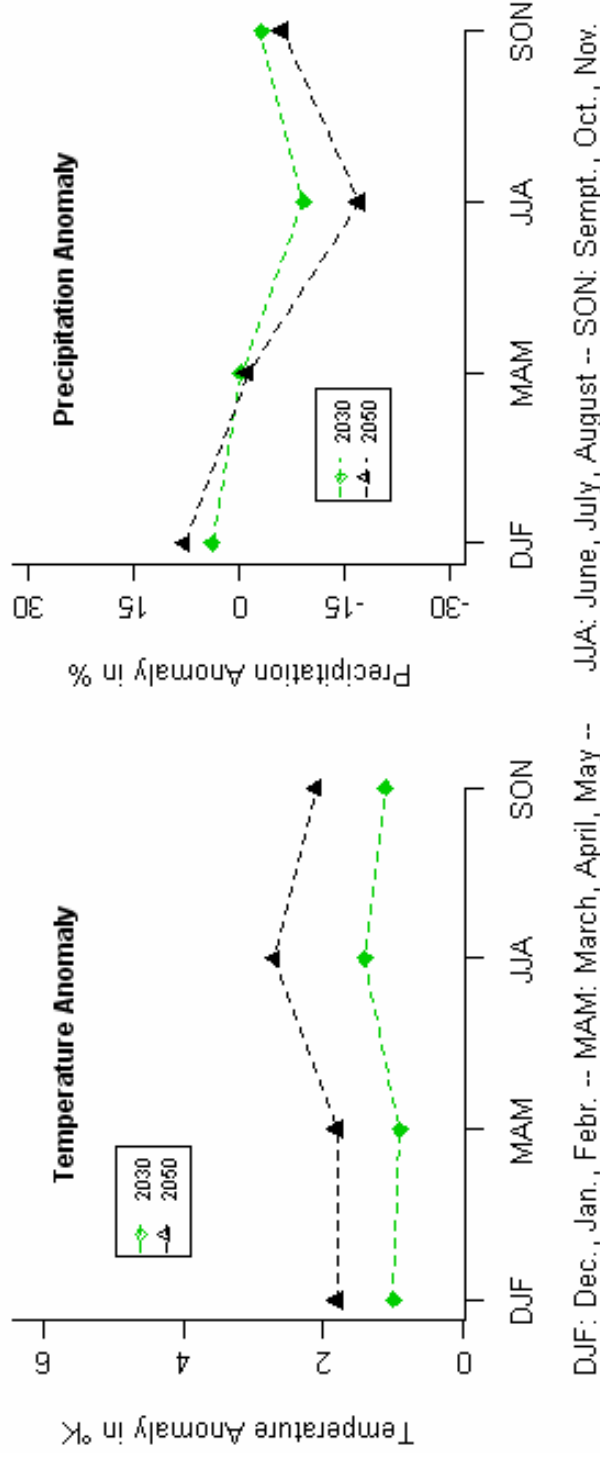 Temperature Anomaly
2030
2050
Temperature Anomaly in °K
6
4
2
0
DJF
MAM
JJA
SON
Precipitation Anomaly
2030
2050
Precipitation Anomaly in %
30
15
0
-15
-30
DJF
MAM
JJA
SON
DJF: Dec., Jan., Febr. -- MAM: March, April, May -- JJA: June, July, August -- SON: Sempt., Oct., Nov.